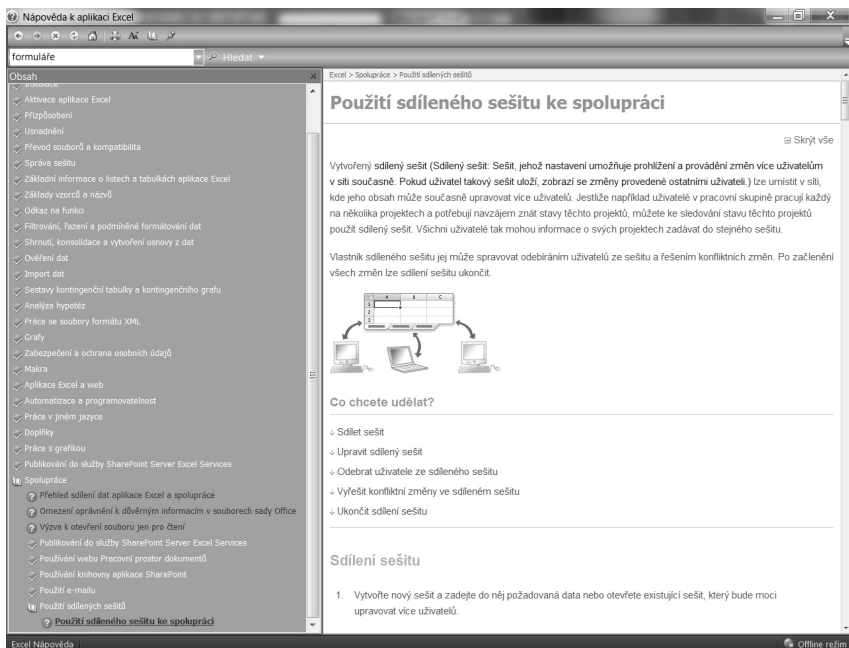 Nápověda k aplikaci Excel
formuláře
Hledat
Obsah
Instalace
Aktivace aplikace Excel
Přizpůsobení
Usnadnění
Převod souborů a kompatibilita
Správa sešitu
Základní informace o listech a tabulkách aplikace Excel
Základy vzorců a názvů
Odkaz na funkci
Filtrování, řazení a podmíněné formátování dat
Shrnutí, konsolidace a vytvoření osnovy z dat
Ověření dat
Import dat
Sestavy kontingenční tabulky a kontingenčního grafu
Analýza hypotéz
Práce se soubory formátu XML
Grafy
Zabezpečení a ochrana osobních údajů
Makra
Aplikace Excel a web
Automatizace a programovatelnost
Práce v jiném jazyce
Doplňky
Práce s grafikou
Publikování do služby SharePoint Server Excel Services
Spolupráce
Přehled sdílení dat aplikace Excel a spolupráce
Omezení oprávnění k důvěrným informacím v souborech sady Office
Výzva k otevření souboru jen pro čtení
Publikování do služby SharePoint Server Excel Services
Používání webu Pracovní prostor dokumentů
Používání knihovny aplikace SharePoint
Použití e-mailu
Použití sdílených sešitů
Použití sdíleného sešitu ke spolupráci
Excel > Spolupráce > Použití sdílených sešitů
Použití sdíleného sešitu ke spolupráci
Skrýt vše
Vytvořený sdílený sešit (Sdílený sešit: Sešit, jehož nastavení umožňuje prohlížení a provádění změn více uživatelům
v síti současně. Pokud uživatel takový sešit uloží, zobrazí se změny provedené ostatními uživateli.) lze umístit v síti,
kde jeho obsah může současně upravovat více uživatelů. Jestliže například uživatelé v pracovní skupině pracují každý
na několika projektech a potřebují navzájem znát stavy těchto projektů, můžete ke sledování stavu těchto projektů
použít sdílený sešit. Všichni uživatelé tak mohou informace o svých projektech zadávat do stejného sešitu.
Vlastník sdíleného sešitu jej může spravovat odebíráním uživatelů ze sešitu a řešením konfliktních změn. Po začlenění
všech změn lze sdílení sešitu ukončit.
A B C
1
2
3
Co chcete udělat?
Sdílet sešit
Upravit sdílený sešit
Odebrat uživatele ze sdíleného sešitu
Vyřešit konfliktní změny ve sdíleném sešitu
Ukončit sdílení sešitu
Sdílení sešitu
1. Vytvořte nový sešit a zadejte do něj požadovaná data nebo otevřete existující sešit, který bude moci
upravovat více uživatelů.
Excel Nápověda
Offline režim